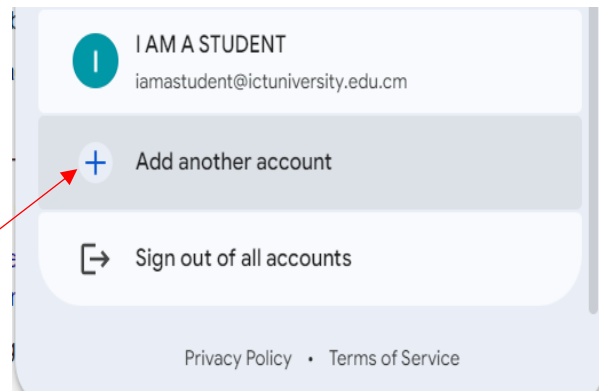 I AM A STUDENT
I
iamastudent@ictuniversity.edu.cm
Add another account
Sign out of all accounts
Privacy Policy • Terms of Service